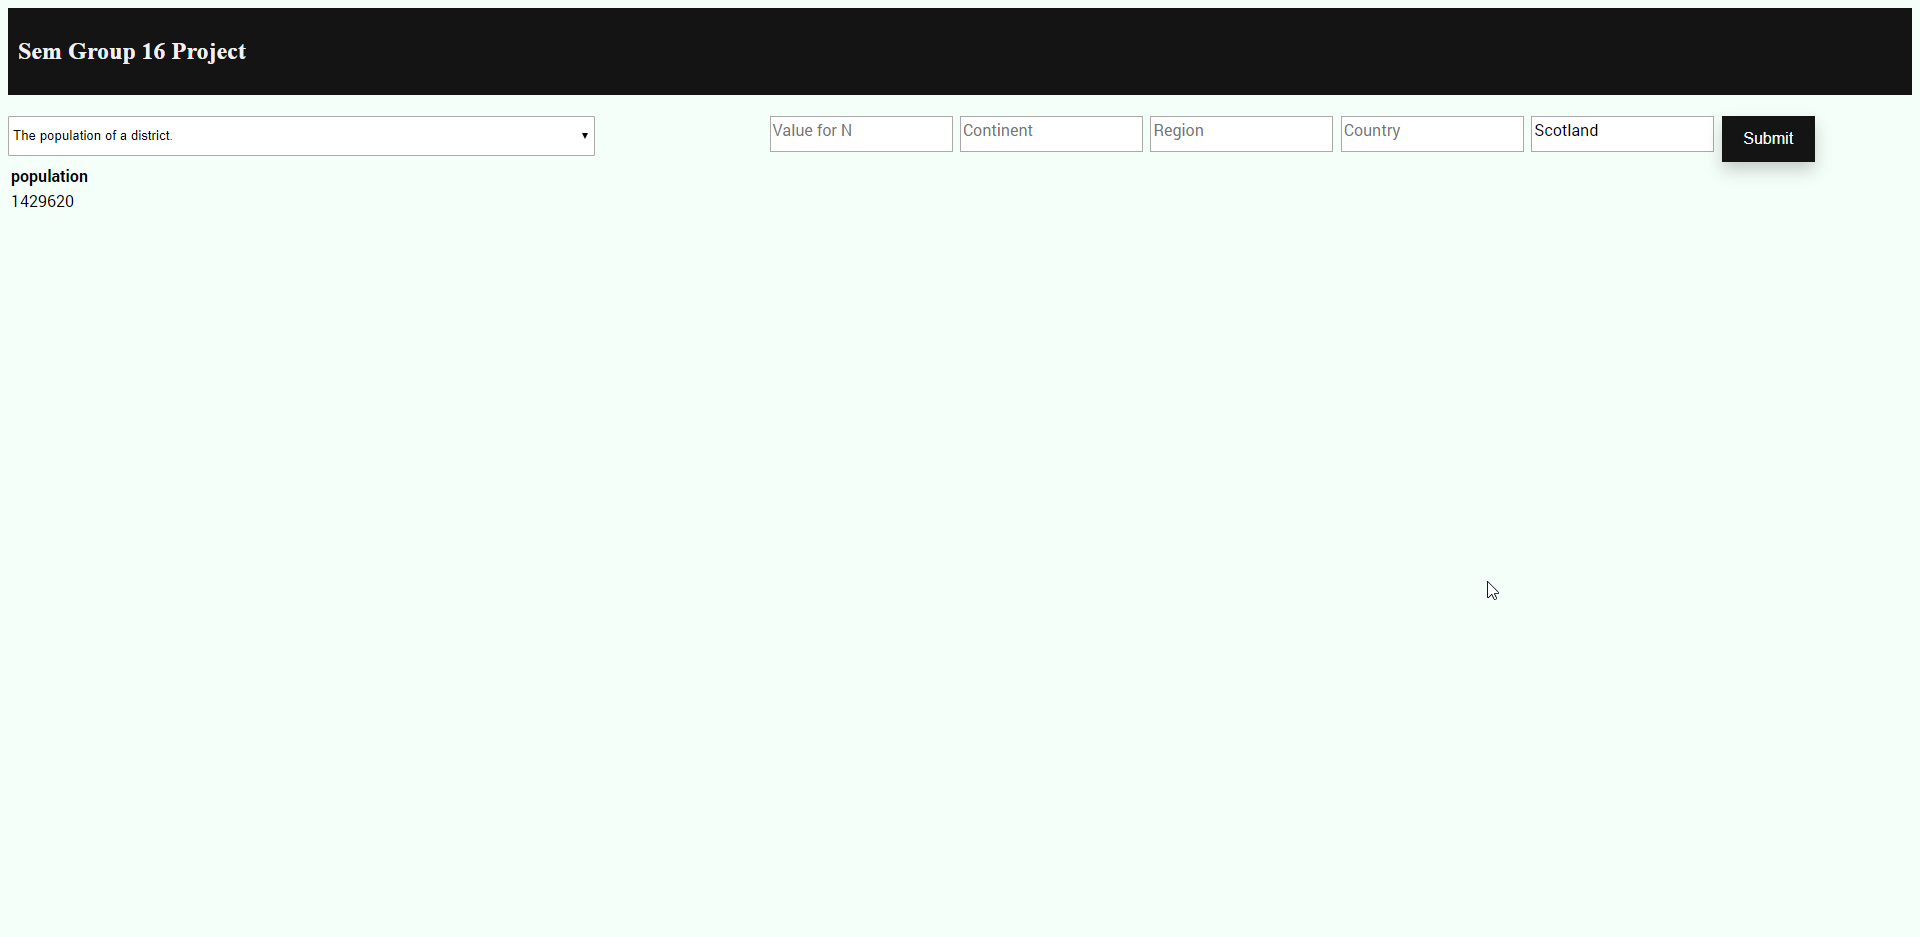 Sem Group 16 Project
The population of a district.
Value for N
Continent
Region
Country
Scotland
Submit
population
1429620